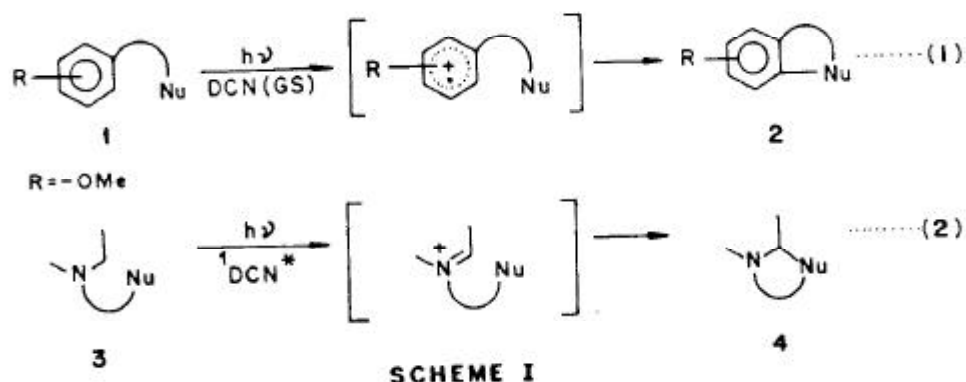 R Nu hν DCN(GS) R + Nu R Nu ........(1)
1 2
R=-OMe
N Nu hν ¹DCN* + N Nu N Nu ........(2)
3 4
SCHEME I